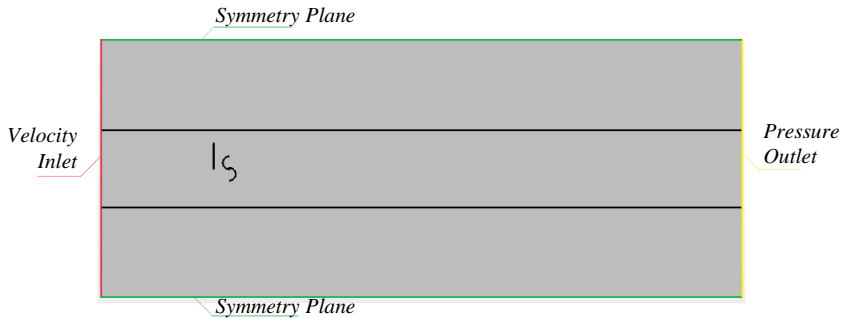 Symmetry Plane
Velocity
Inlet
Pressure
Outlet
Symmetry Plane